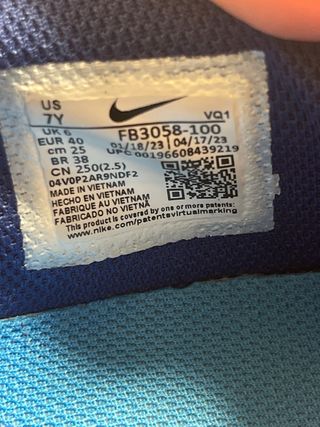 US VQ1
7Y
UK 6 FB3058-100
EUR 40 01/18/23 04/17/23
cm 25 UPC 00196608439219
BR 38
CN 250(2.5)
04V0P2AR9NDF2
MADE IN VIETNAM
HECHO EN VIETNAM
FABRIQUE AU VIETNAM
FABRICADO NO VIETNÃ
This product is covered by one or more patents:
www.nike.com/patentsvirtualmarking